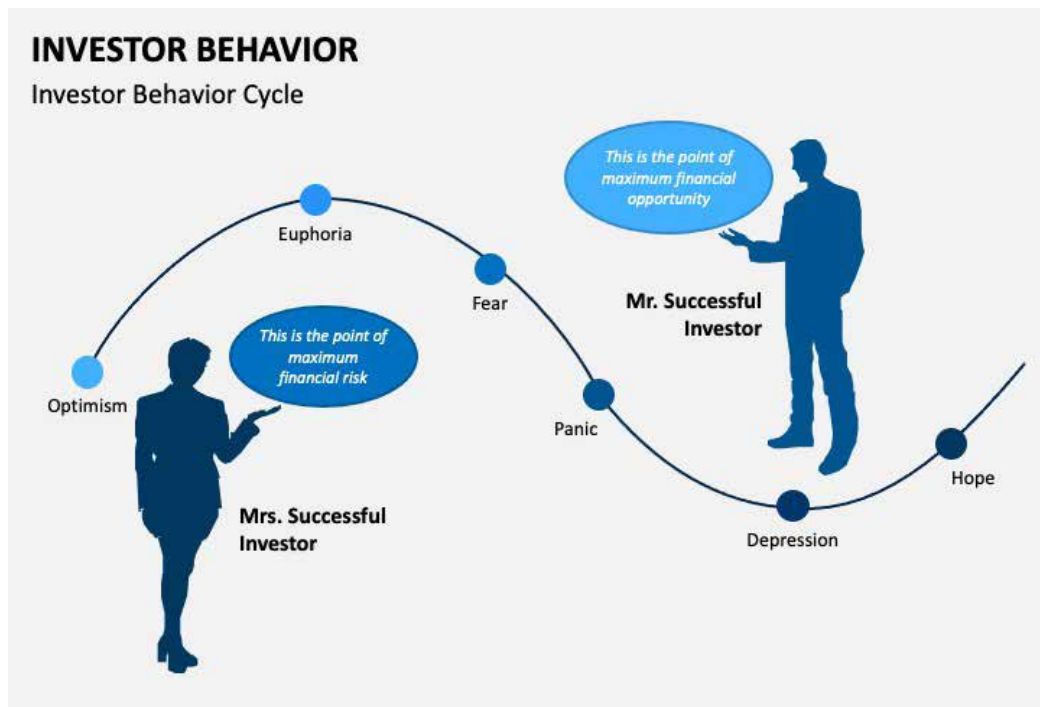 INVESTOR BEHAVIOR
Investor Behavior Cycle
This is the point of
maximum financial
opportunity
Euphoria
Fear
Mr. Successful
Investor
This is the point of
maximum
financial risk
Optimism
Panic
Hope
Mrs. Successful
Investor
Depression